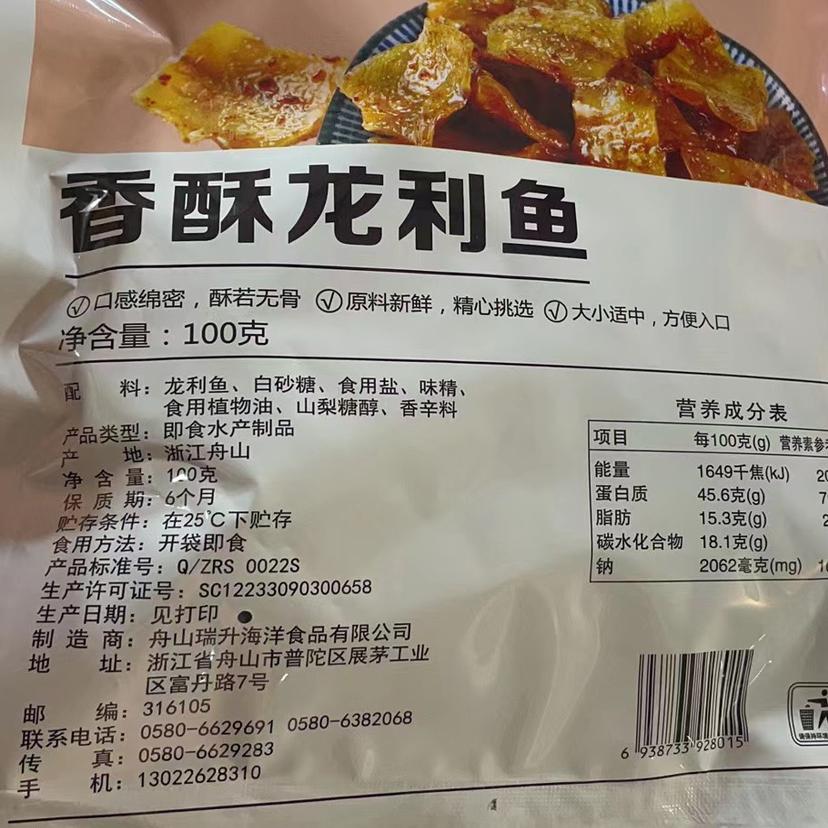 香酥龙利鱼
口感绵密，酥若无骨 原料新鲜，精心挑选 大小适中，方便入口
净含量：100克
配 料：龙利鱼、白砂糖、食用盐、味精、
食用植物油、山梨糖醇、香辛料
产品类型：即食水产制品
产 地：浙江舟山
净 含 量：100克
保 质 期：6个月
贮存条件：在25℃下贮存
食用方法：开袋即食
产品标准号：Q/ZRS 0022S
生产许可证号：SC12233090300658
生产日期：见打印
制 造 商：舟山瑞升海洋食品有限公司
地 址：浙江省舟山市普陀区展茅工业
区富丹路7号
邮 编：316105
联系电话：0580-6629691 0580-6382068
传 真：0580-6629283
手 机：13022628310
营养成分表
项目 每100克(g) 营养素参
能量 1649千焦(kJ) 20
蛋白质 45.6克(g) 7
脂肪 15.3克(g) 2
碳水化合物 18.1克(g)
钠 2062毫克(mg) 1
6 938733 928015